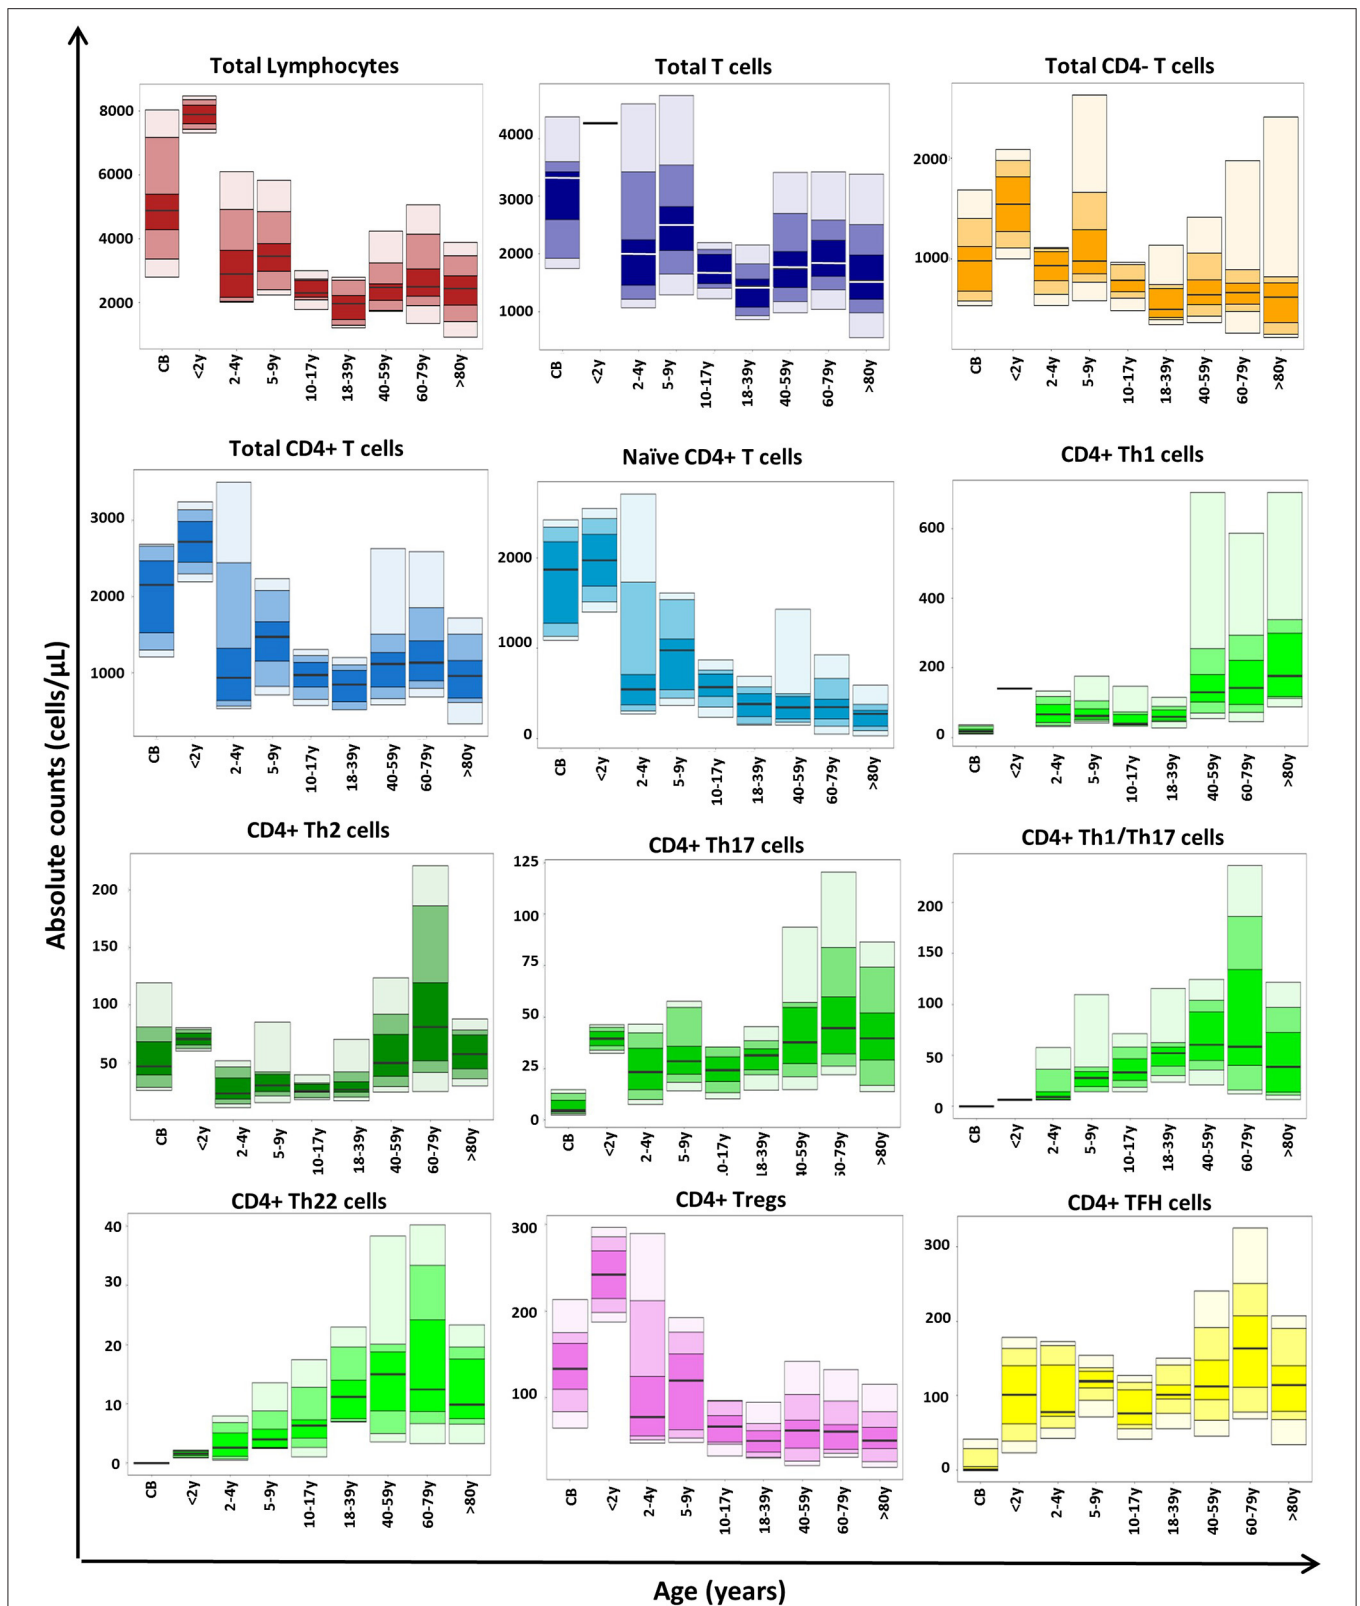 Total Lymphocytes
8000
6000
4000
2000
CB
<2y
2-4y
5-9y
10-17y
18-39y
40-59y
60-79y
>80y
Total T cells
4000
3000
2000
1000
CB
<2y
2-4y
5-9y
10-17y
18-39y
40-59y
60-79y
>80y
Total CD4- T cells
2000
1000
CB
<2y
2-4y
5-9y
10-17y
18-39y
40-59y
60-79y
>80y
Total CD4+ T cells
3000
2000
1000
CB
<2y
2-4y
5-9y
10-17y
18-39y
40-59y
60-79y
>80y
Naïve CD4+ T cells
2000
1000
0
CB
<2y
2-4y
5-9y
10-17y
18-39y
40-59y
60-79y
>80y
CD4+ Th1 cells
600
400
200
0
CB
<2y
2-4y
5-9y
10-17y
18-39y
40-59y
60-79y
>80y
CD4+ Th2 cells
200
150
100
50
CB
<2y
2-4y
5-9y
10-17y
18-39y
40-59y
60-79y
>80y
CD4+ Th17 cells
125
100
75
50
25
0
CB
<2y
2-4y
5-9y
.0-17y
18-39y
40-59y
60-79y
>80y
CD4+ Th1/Th17 cells
200
150
100
50
0
CB
<2y
2-4y
5-9y
10-17y
18-39y
40-59y
60-79y
>80y
CD4+ Th22 cells
40
30
20
10
0
CB
<2y
2-4y
5-9y
10-17y
18-39y
40-59y
60-79y
>80y
CD4+ Tregs
300
200
100
CB
<2y
2-4y
5-9y
10-17y
18-39y
40-59y
60-79y
>80y
CD4+ TFH cells
300
200
100
0
CB
<2y
2-4y
5-9y
10-17y
18-39y
40-59y
60-79y
>80y
Absolute counts (cells/µL)
Age (years)